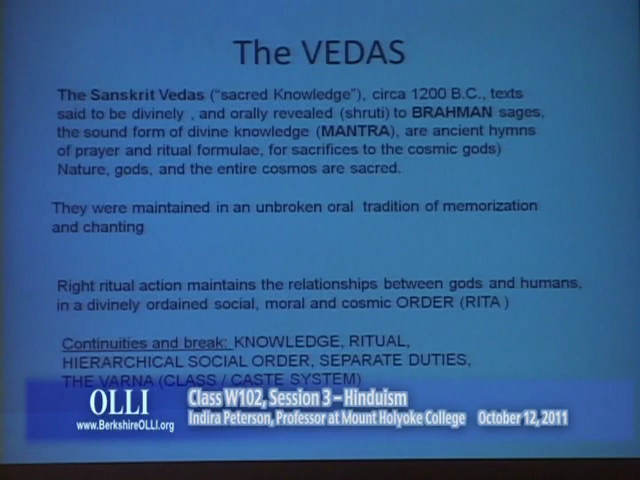 The VEDAS
The Sanskrit Vedas ("sacred Knowledge"), circa 1200 B.C., texts
said to be divinely , and orally revealed (shruti) to BRAHMAN sages,
the sound form of divine knowledge (MANTRA), are ancient hymns
of prayer and ritual formulae, for sacrifices to the cosmic gods)
Nature, gods, and the entire cosmos are sacred.
They were maintained in an unbroken oral tradition of memorization
and chanting
Right ritual action maintains the relationships between gods and humans,
in a divinely ordained social, moral and cosmic ORDER (RITA )
Continuities and break: KNOWLEDGE, RITUAL,
HIERARCHICAL SOCIAL ORDER, SEPARATE DUTIES,
THE VARNA (CLASS / CASTE SYSTEM)
OLLI
www.BerkshireOLLI.org
Class W102, Session 3 – Hinduism
Indira Peterson, Professor at Mount Holyoke College October 12, 2011